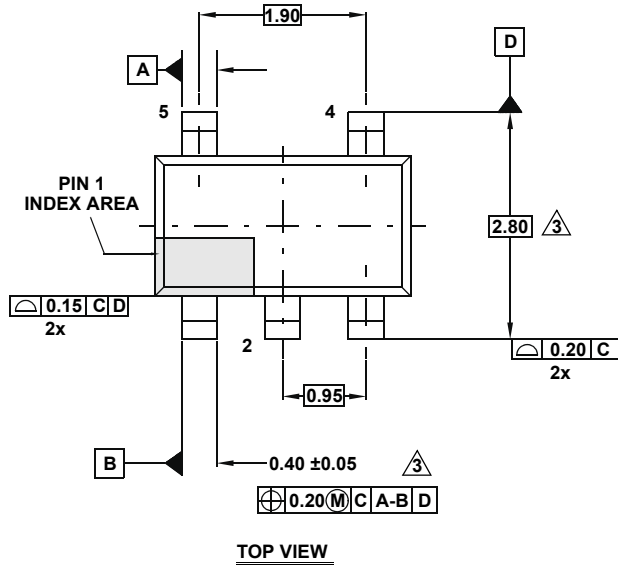 1.90
D
A
5
4
PIN 1
INDEX AREA
2.80 3
0.15 C D
2x
2
0.20 C
2x
0.95
B
0.40 ±0.05 3
0.20 M C A-B D
TOP VIEW